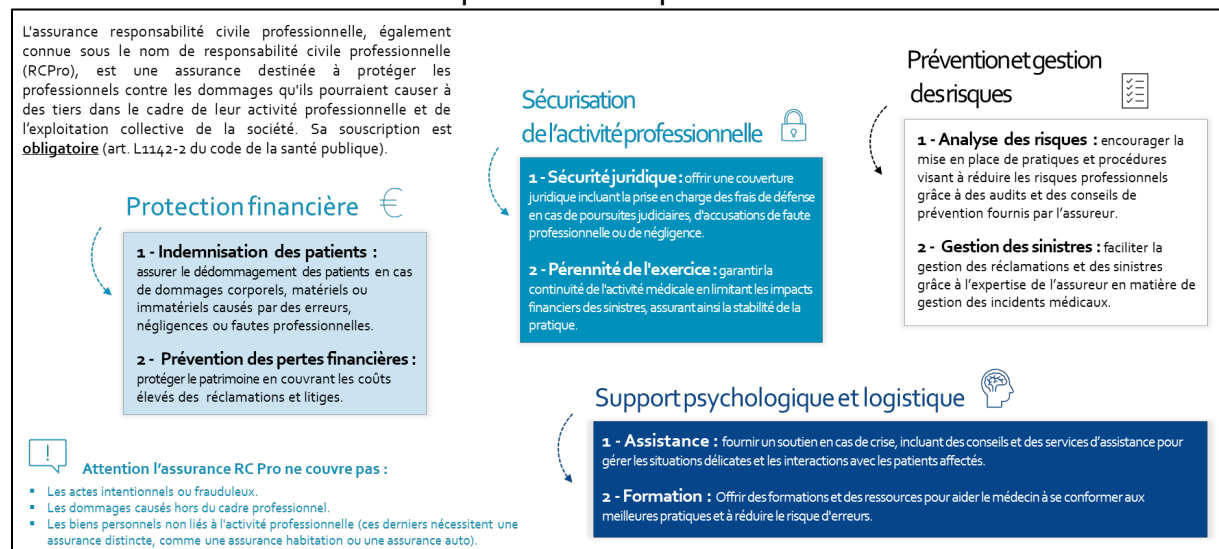 L'assurance responsabilité civile professionnelle, également
connue sous le nom de responsabilité civile professionnelle
(RCPro), est une assurance destinée à protéger les
professionnels contre les dommages qu'ils pourraient causer à
des tiers dans le cadre de leur activité professionnelle et de
l'exploitation collective de la société. Sa souscription est
obligatoire (art. L1142-2 du code de la santé publique).
Protection financière €
1 - Indemnisation des patients :
assurer le dédommagement des patients en cas
de dommages corporels, matériels ou
immatériels causés par des erreurs,
négligences ou fautes professionnelles.
2 - Prévention des pertes financières :
protéger le patrimoine en couvrant les coûts
élevés des réclamations et litiges.
Sécurisation
de l'activité professionnelle
1 - Sécurité juridique : offrir une couverture
juridique incluant la prise en charge des frais de défense
en cas de poursuites judiciaires, d'accusations de faute
professionnelle ou de négligence.
2 - Pérennité de l'exercice : garantir la
continuité de l'activité médicale en limitant les impacts
financiers des sinistres, assurant ainsi la stabilité de la
pratique.
Prévention et gestion
des risques
1 - Analyse des risques : encourager la
mise en place de pratiques et procédures
visant à réduire les risques professionnels
grâce à des audits et des conseils de
prévention fournis par l'assureur.
2 - Gestion des sinistres : faciliter la
gestion des réclamations et des sinistres
grâce à l'expertise de l'assureur en matière de
gestion des incidents médicaux.
Support psychologique et logistique
1 - Assistance : fournir un soutien en cas de crise, incluant des conseils et des services d'assistance pour
gérer les situations délicates et les interactions avec les patients affectés.
2 - Formation : Offrir des formations et des ressources pour aider le médecin à se conformer aux
meilleures pratiques et à réduire le risque d'erreurs.
! Attention l'assurance RC Pro ne couvre pas :
▪ Les actes intentionnels ou frauduleux.
▪ Les dommages causés hors du cadre professionnel.
▪ Les biens personnels non liés à l'activité professionnelle (ces derniers nécessitent une
assurance distincte, comme une assurance habitation ou une assurance auto).